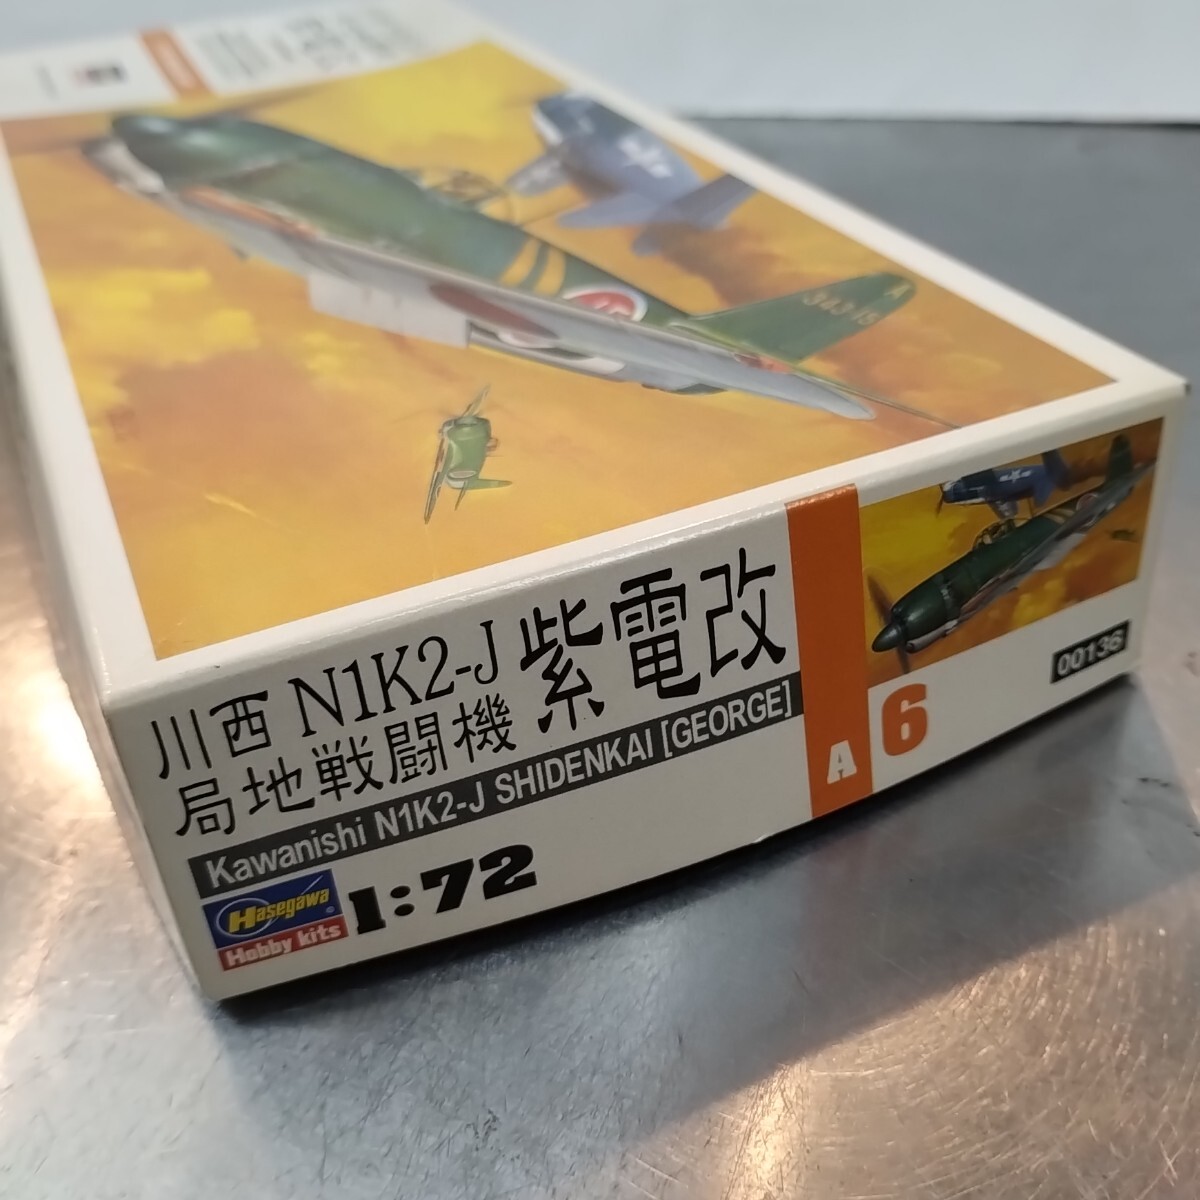 A
343-15
15
川西 N1K2-J 紫電改
局地戦闘機
Kawanishi N1K2-J SHIDENKAI [GEORGE]
Hasegawa
Hobby kits
1:72
A 6
00136